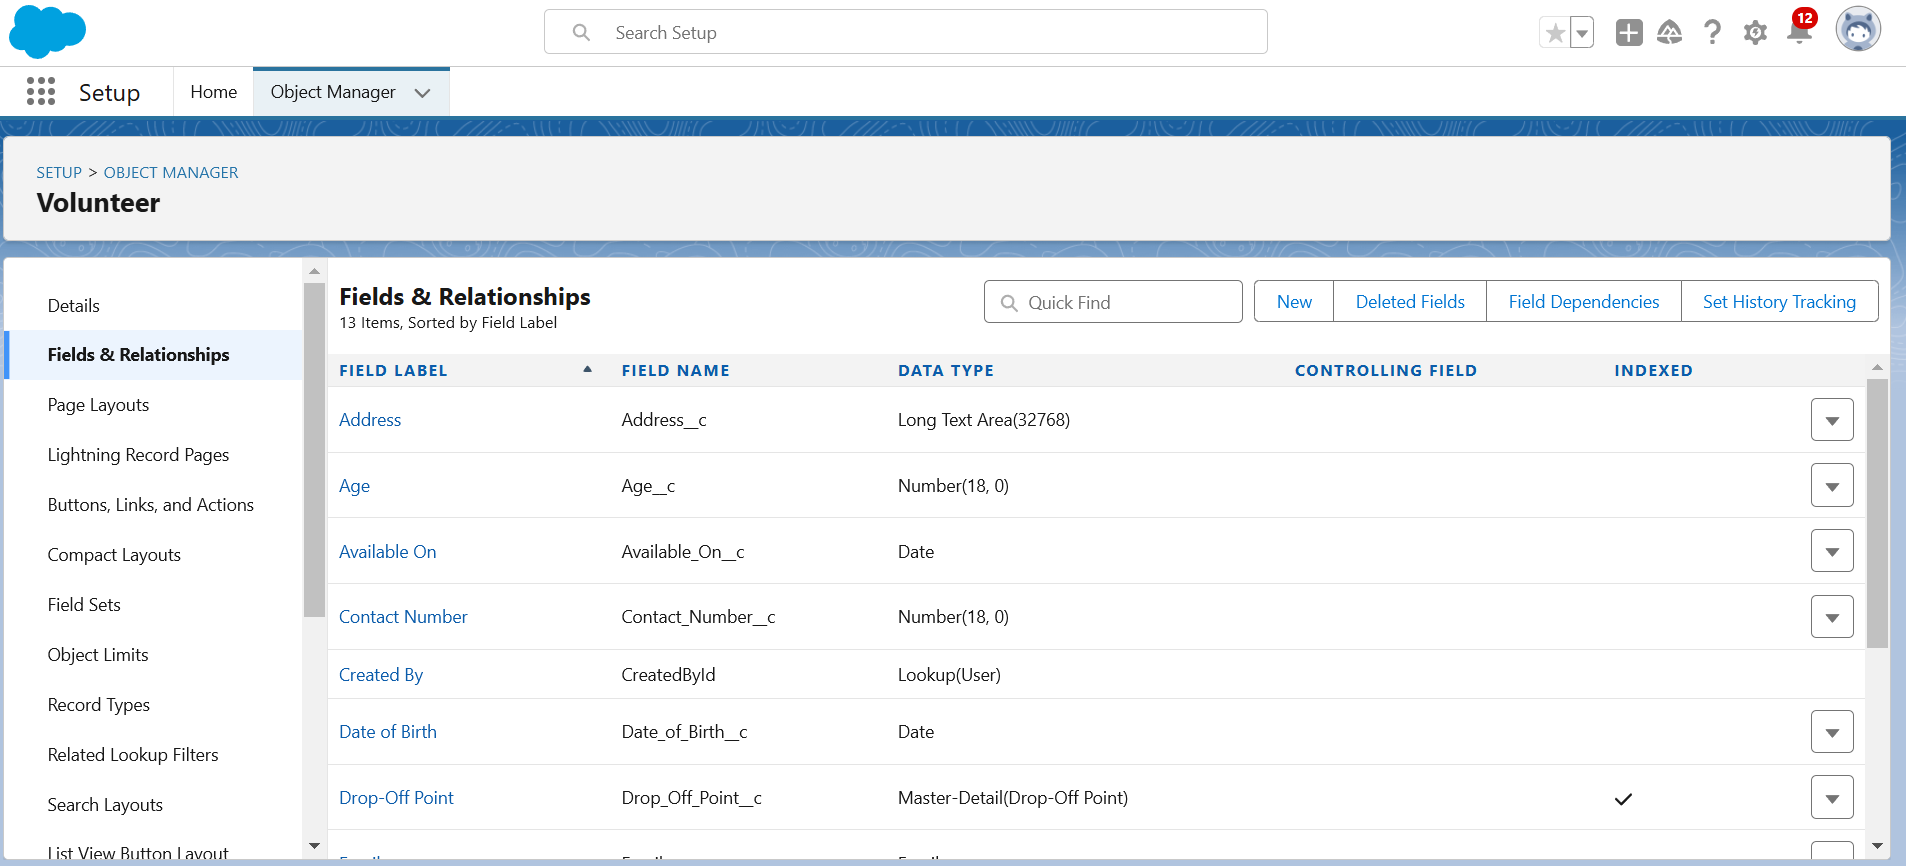 Search Setup
12
Setup
Home
Object Manager
SETUP > OBJECT MANAGER
Volunteer
Details
Fields & Relationships
Page Layouts
Lightning Record Pages
Buttons, Links, and Actions
Compact Layouts
Field Sets
Object Limits
Record Types
Related Lookup Filters
Search Layouts
List View Button Layout
Fields & Relationships
13 Items, Sorted by Field Label
Quick Find
New
Deleted Fields
Field Dependencies
Set History Tracking
FIELD LABEL FIELD NAME DATA TYPE CONTROLLING FIELD INDEXED
Address Address__c Long Text Area(32768)
Age Age__c Number(18, 0)
Available On Available_On__c Date
Contact Number Contact_Number__c Number(18, 0)
Created By CreatedById Lookup(User)
Date of Birth Date_of_Birth__c Date
Drop-Off Point Drop_Off_Point__c Master-Detail(Drop-Off Point)